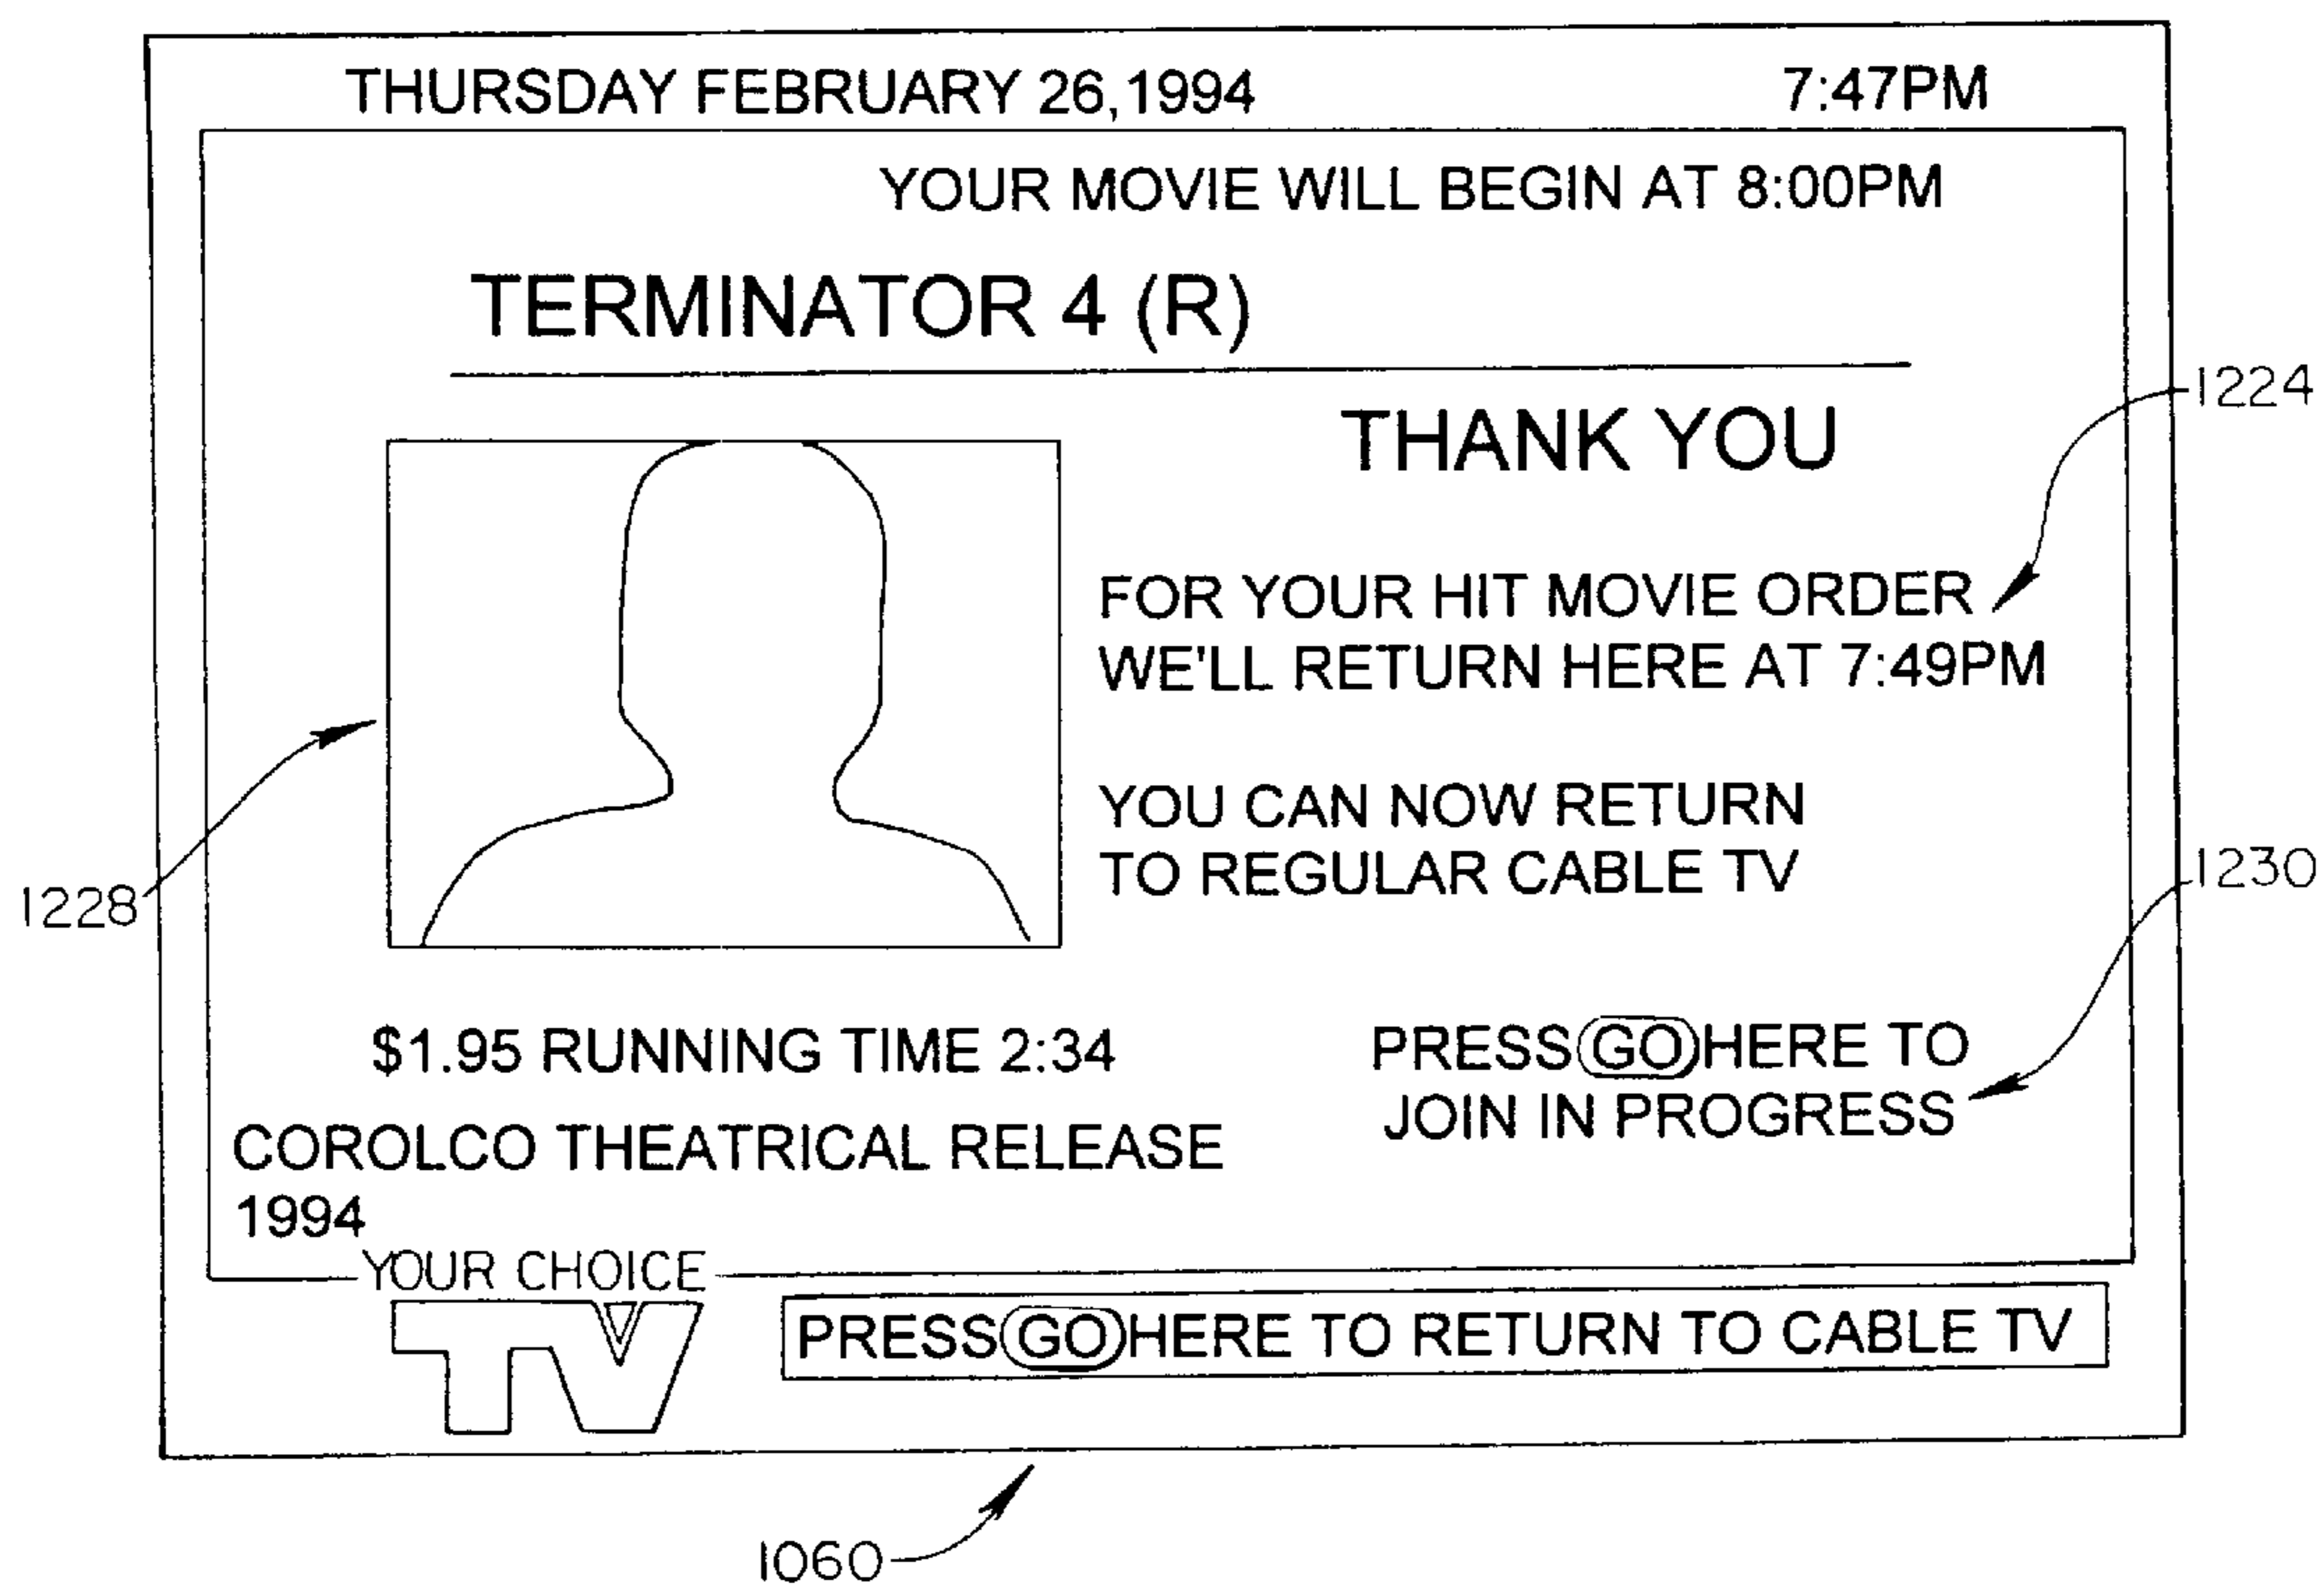 THURSDAY FEBRUARY 26,1994 7:47PM
YOUR MOVIE WILL BEGIN AT 8:00PM
TERMINATOR 4 (R)
1224
THANK YOU
FOR YOUR HIT MOVIE ORDER
WE'LL RETURN HERE AT 7:49PM
YOU CAN NOW RETURN
TO REGULAR CABLE TV
1228
1230
$1.95 RUNNING TIME 2:34
COROLCO THEATRICAL RELEASE
1994
PRESS GO HERE TO
JOIN IN PROGRESS
YOUR CHOICE
TV
PRESS GO HERE TO RETURN TO CABLE TV
1060